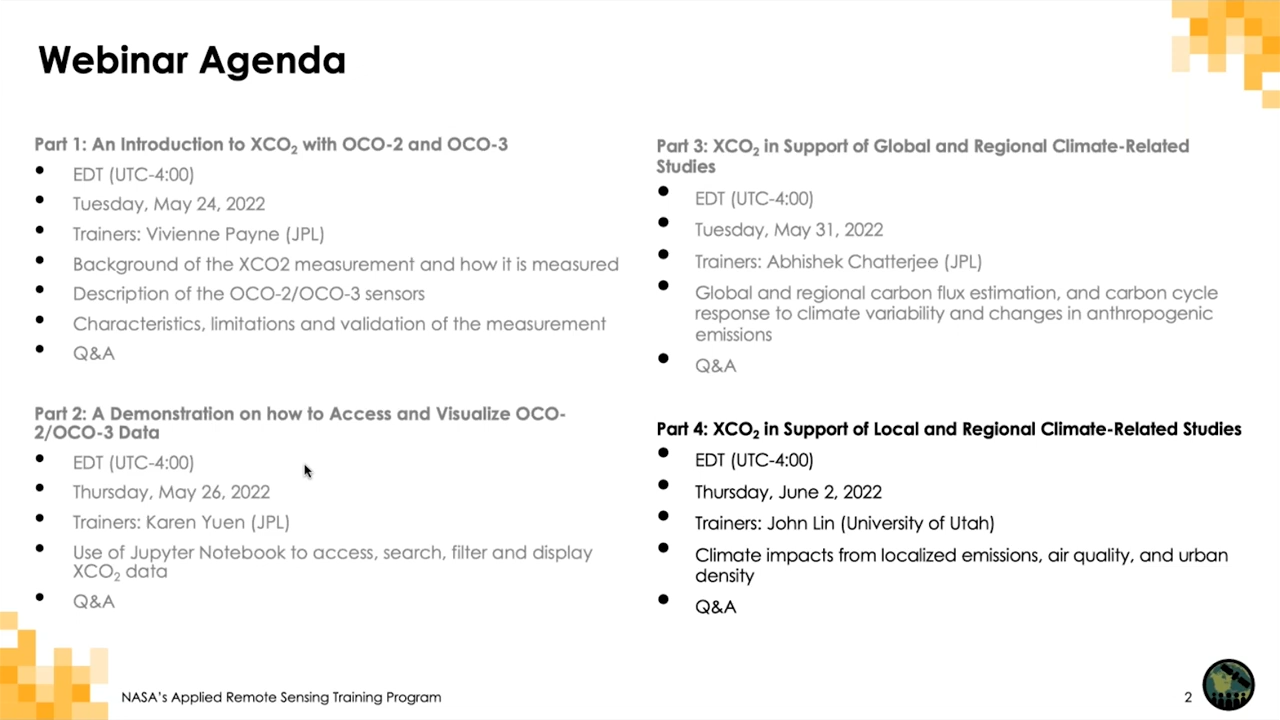 Webinar Agenda
Part 1: An Introduction to XCO₂ with OCO-2 and OCO-3
• EDT (UTC-4:00)
• Tuesday, May 24, 2022
• Trainers: Vivienne Payne (JPL)
• Background of the XCO2 measurement and how it is measured
• Description of the OCO-2/OCO-3 sensors
• Characteristics, limitations and validation of the measurement
• Q&A
Part 2: A Demonstration on how to Access and Visualize OCO-
2/OCO-3 Data
• EDT (UTC-4:00)
• Thursday, May 26, 2022
• Trainers: Karen Yuen (JPL)
• Use of Jupyter Notebook to access, search, filter and display
XCO₂ data
• Q&A
Part 3: XCO₂ in Support of Global and Regional Climate-Related
Studies
• EDT (UTC-4:00)
• Tuesday, May 31, 2022
• Trainers: Abhishek Chatterjee (JPL)
• Global and regional carbon flux estimation, and carbon cycle
response to climate variability and changes in anthropogenic
emissions
• Q&A
Part 4: XCO₂ in Support of Local and Regional Climate-Related Studies
• EDT (UTC-4:00)
• Thursday, June 2, 2022
• Trainers: John Lin (University of Utah)
• Climate impacts from localized emissions, air quality, and urban
density
• Q&A
NASA's Applied Remote Sensing Training Program
2